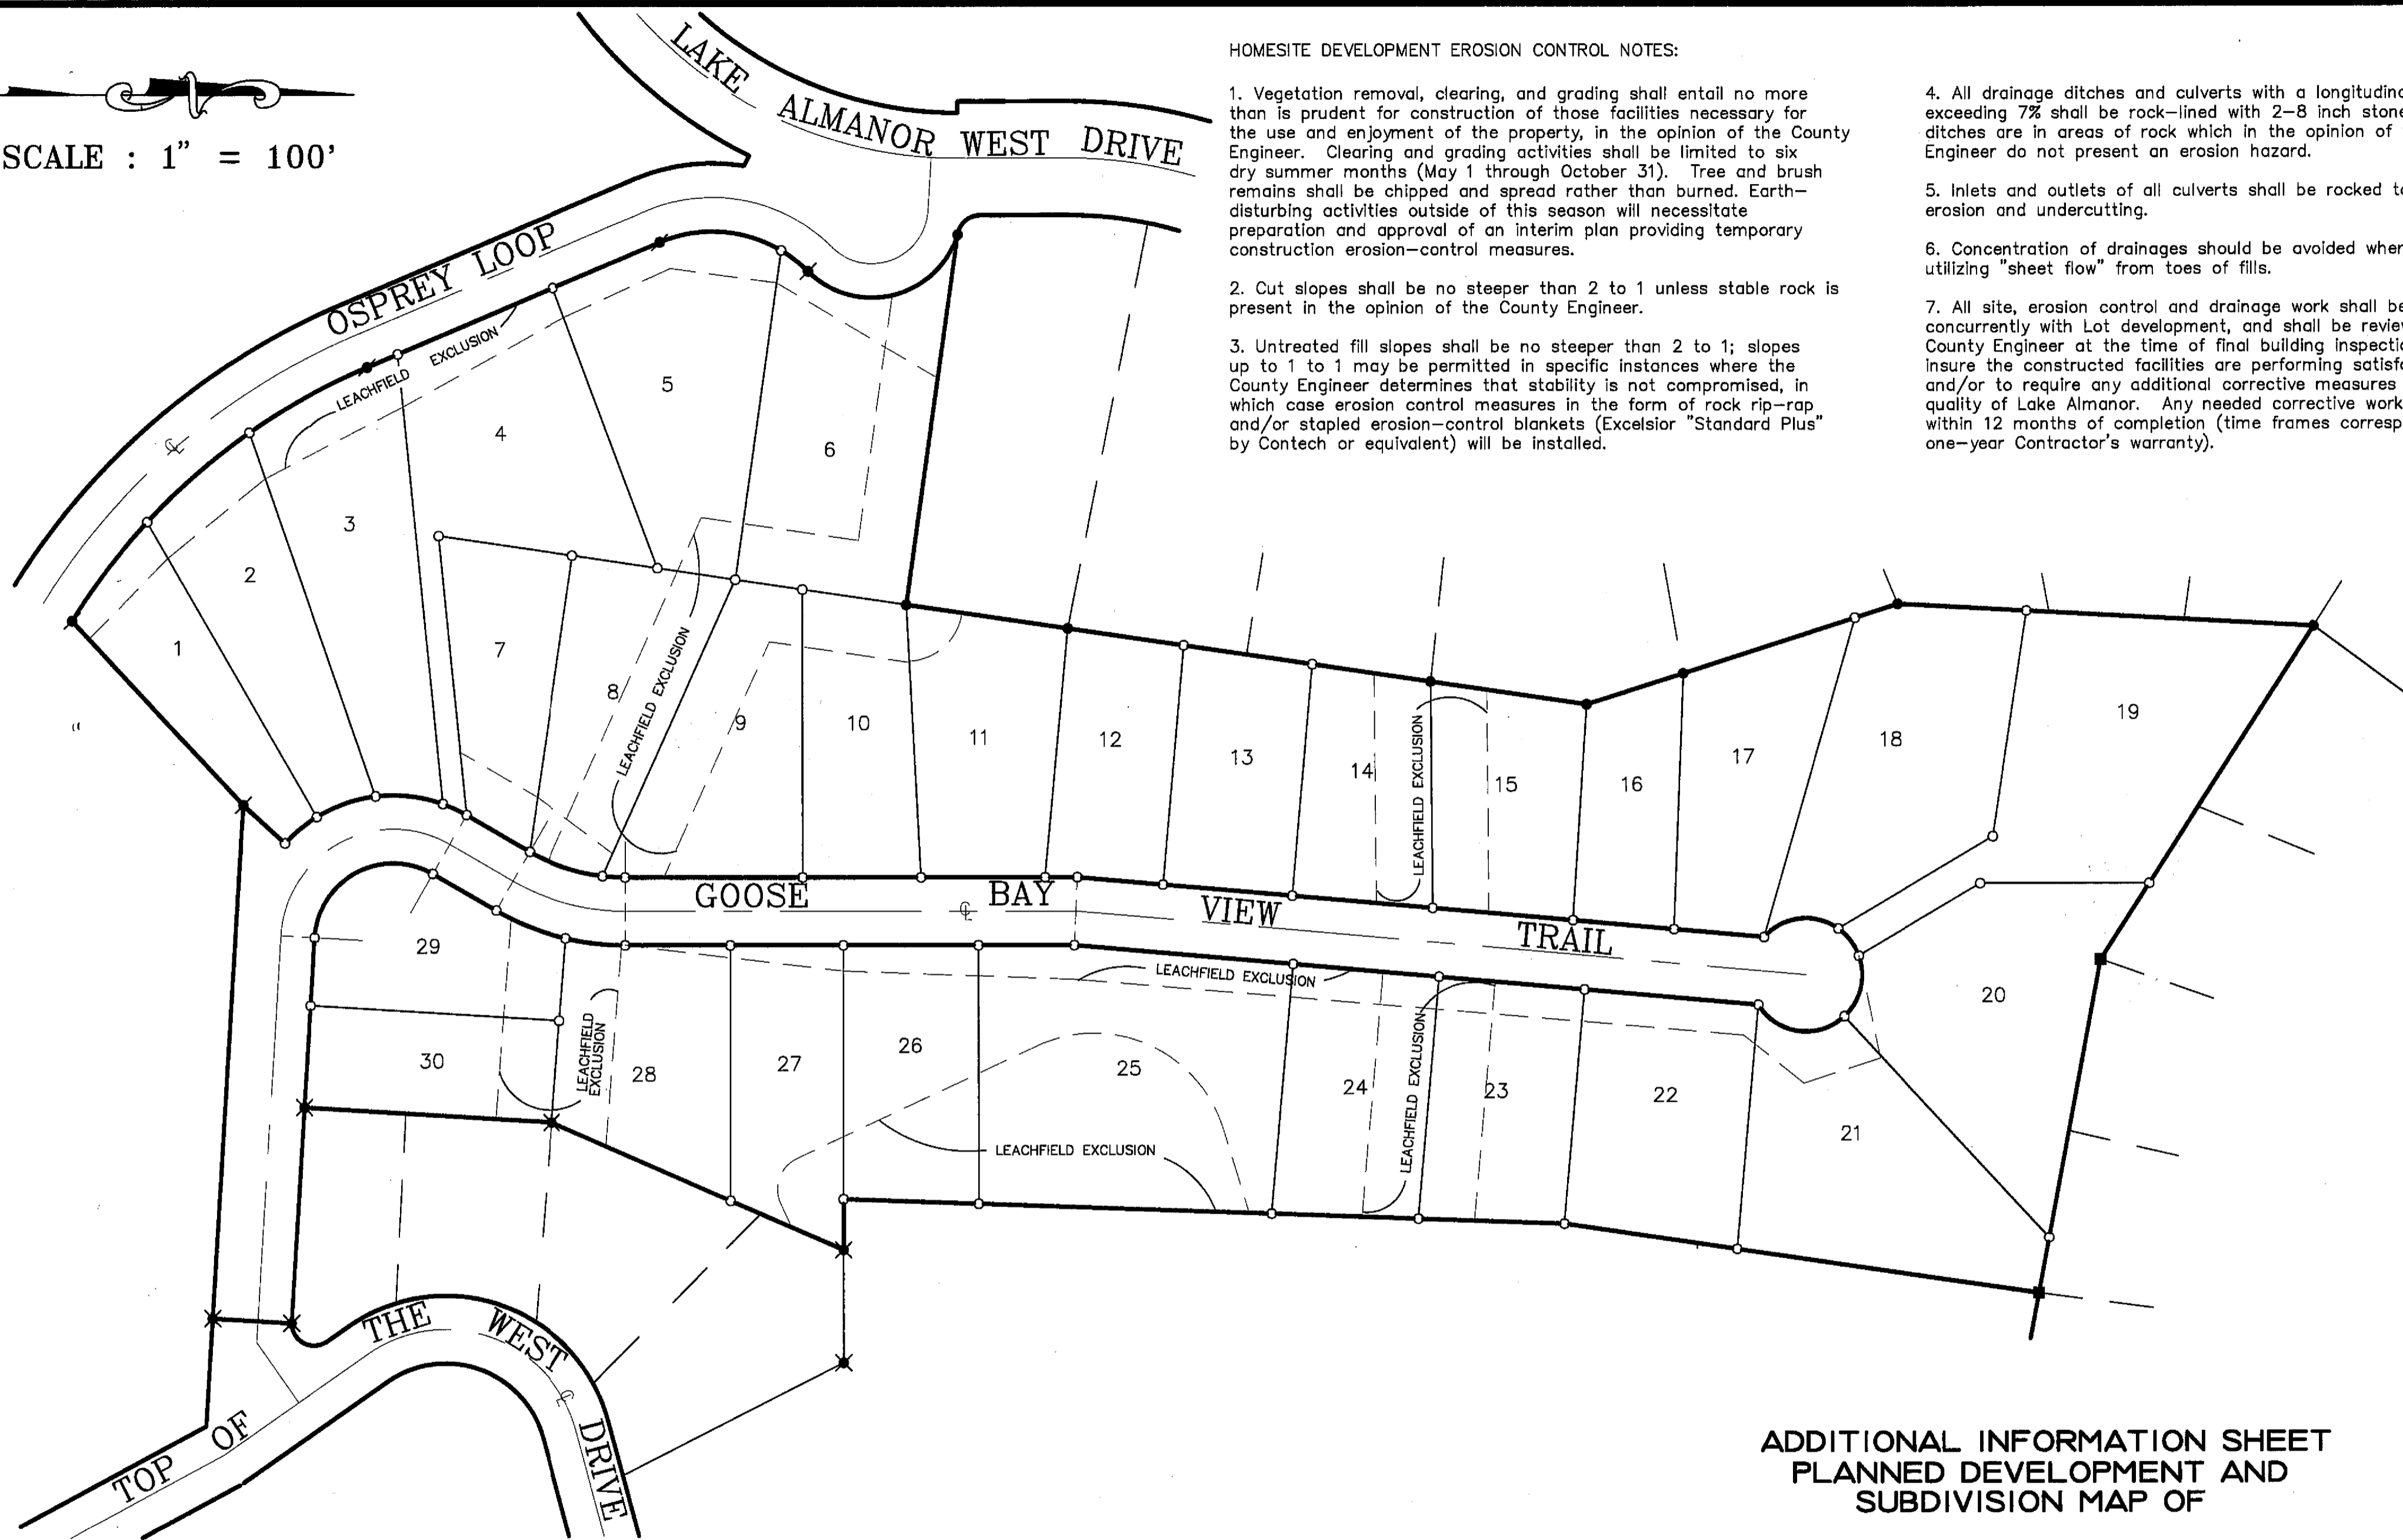 SCALE : 1" = 100'
LAKE ALMANOR WEST DRIVE
OSPREY LOOP
HOMESITE DEVELOPMENT EROSION CONTROL NOTES:
1. Vegetation removal, clearing, and grading shall entail no more
than is prudent for construction of those facilities necessary for
the use and enjoyment of the property, in the opinion of the County
Engineer. Clearing and grading activities shall be limited to six
dry summer months (May 1 through October 31). Tree and brush
remains shall be chipped and spread rather than burned. Earth-
disturbing activities outside of this season will necessitate
preparation and approval of an interim plan providing temporary
construction erosion-control measures.
2. Cut slopes shall be no steeper than 2 to 1 unless stable rock is
present in the opinion of the County Engineer.
3. Untreated fill slopes shall be no steeper than 2 to 1; slopes
up to 1 to 1 may be permitted in specific instances where the
County Engineer determines that stability is not compromised, in
which case erosion control measures in the form of rock rip-rap
and/or stapled erosion-control blankets (Excelsior "Standard Plus"
by Contech or equivalent) will be installed.
4. All drainage ditches and culverts with a longitudin
exceeding 7% shall be rock-lined with 2-8 inch stone
ditches are in areas of rock which in the opinion of
Engineer do not present an erosion hazard.
5. Inlets and outlets of all culverts shall be rocked to
erosion and undercutting.
6. Concentration of drainages should be avoided wher
utilizing "sheet flow" from toes of fills.
7. All site, erosion control and drainage work shall be
concurrently with Lot development, and shall be revie
County Engineer at the time of final building inspecti
insure the constructed facilities are performing satisf
and/or to require any additional corrective measures
quality of Lake Almanor. Any needed corrective work
within 12 months of completion (time frames corresp
one-year Contractor's warranty).
LEACHFIELD EXCLUSION
1
2
3
4
5
6
7
8
LEACHFIELD EXCLUSION
9
10
11
12
13
14
LEACHFIELD EXCLUSION
15
16
17
18
19
GOOSE BAY VIEW TRAIL
20
21
22
23
LEACHFIELD EXCLUSION
24
LEACHFIELD EXCLUSION
25
LEACHFIELD EXCLUSION
26
27
28
LEACHFIELD
EXCLUSION
29
30
TOP OF THE WEST DRIVE
ADDITIONAL INFORMATION SHEET
PLANNED DEVELOPMENT AND
SUBDIVISION MAP OF